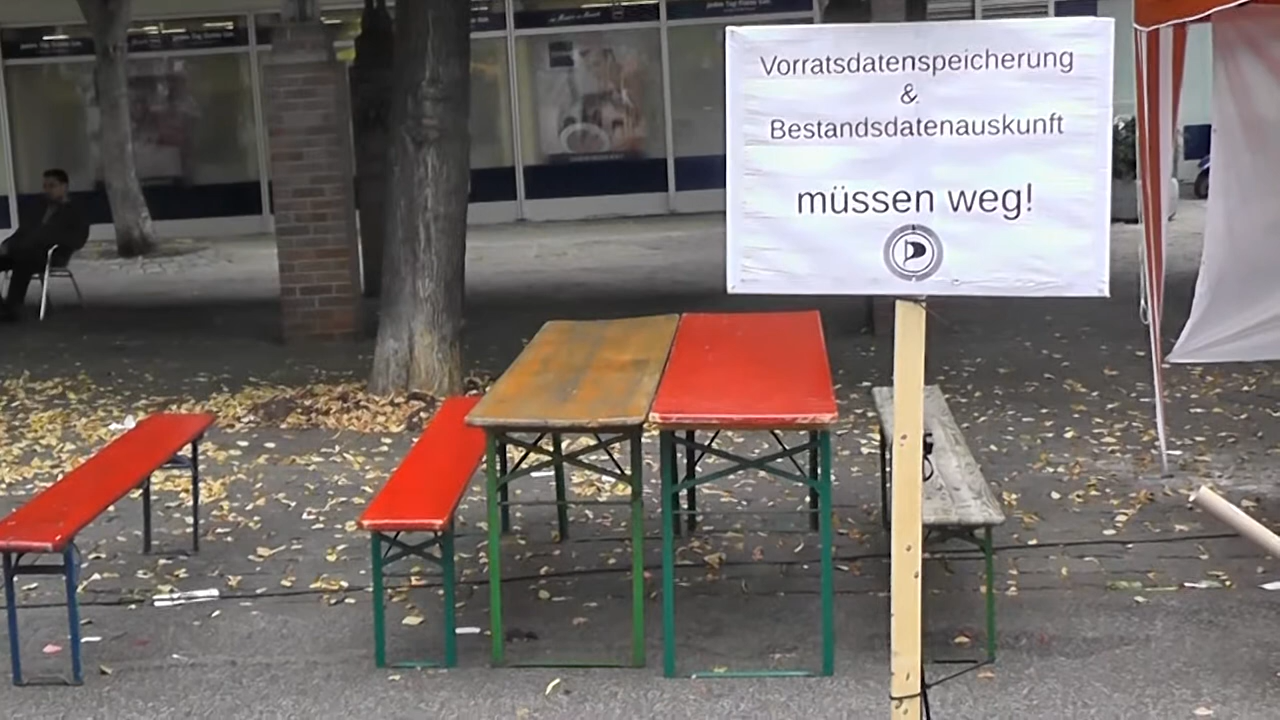 Vorratsdatenspeicherung
&
Bestandsdatenauskunft
müssen weg!